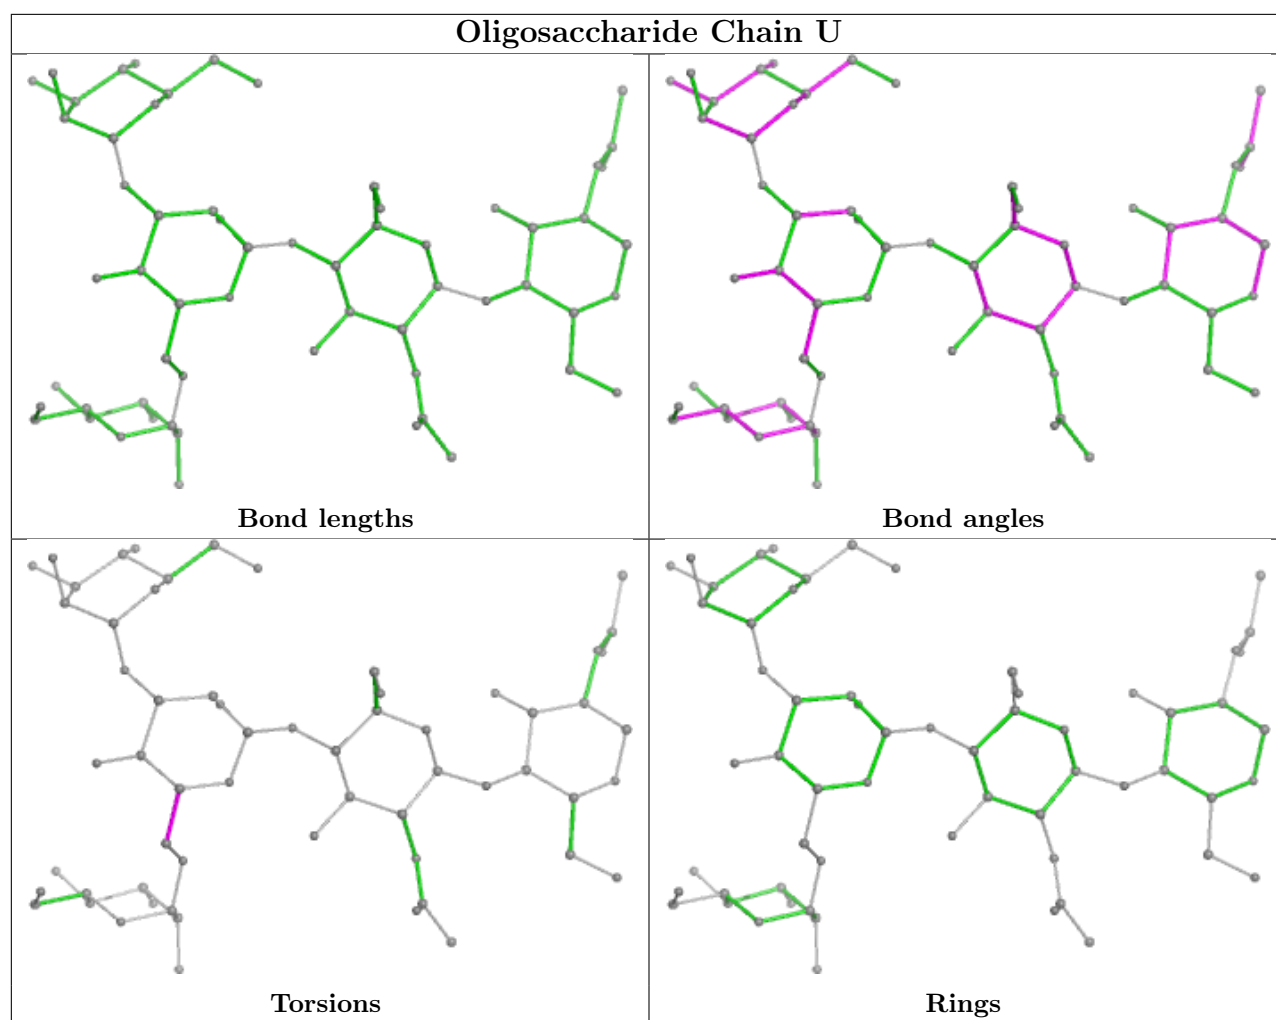 Oligosaccharide Chain U
Bond lengths
Bond angles
Torsions
Rings